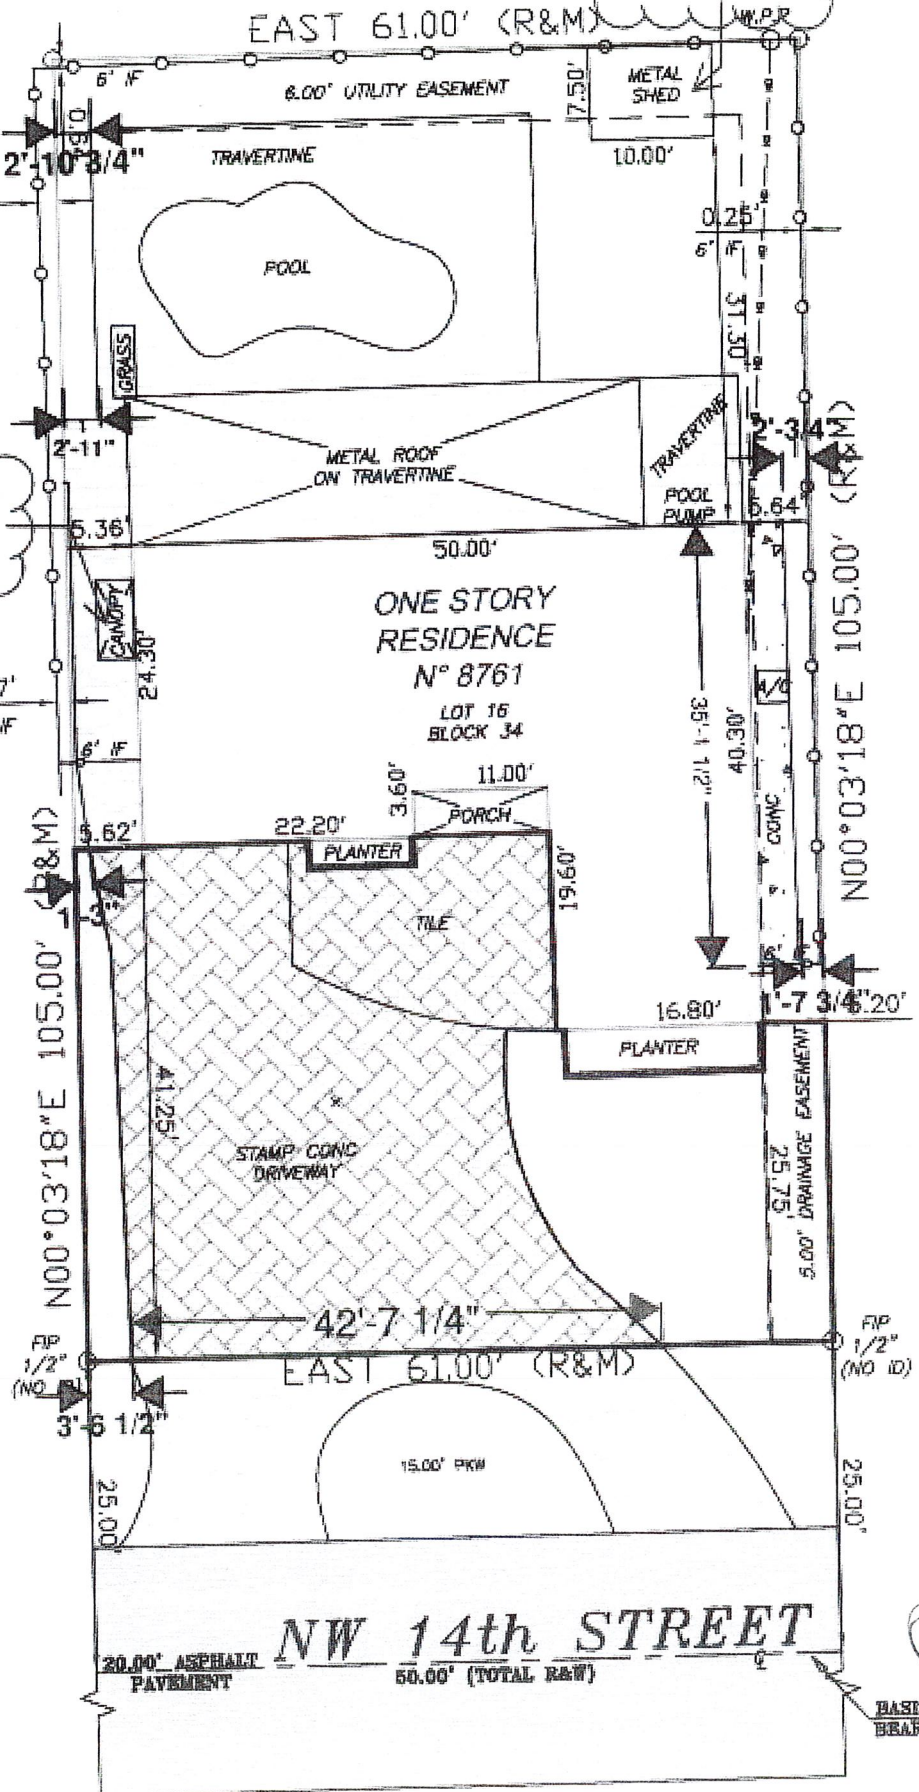 EAST 61.00' (R&M)
W.P.R
6' IF
6.00' UTILITY EASEMENT
7.50'
METAL
SHED
2'-10 3/4"
TRAVERTINE
10.00'
0.25'
6' IF
POOL
31.30'
GRASS
2'-11"
METAL ROOF
ON TRAVERTINE
TRAVERTINE
2'-3/4"
POOL
PUMP
5.64'
5.36'
50.00'
ONE STORY
RESIDENCE
N° 8761
LOT 16
BLOCK 34
CANOPY
24.30'
A/C
35'-1 1/2"
40.30'
N00°03'18"E 105.00' (R&M)
6' IF
3.60'
11.00'
PORCH
CONC
5.62'
22.20'
PLANTER
19.60'
TILE
1'-7 3/4"
16.80'
PLANTER
N00°03'18"E 105.00' (R&M)
41.25'
STAMP CONC
DRIVEWAY
25.75'
5.00' DRAINAGE EASEMENT
42'-7 1/4"
FIP
1/2"
FIP
1/2"
(NO ID)
EAST 61.00' (R&M)
3'-6 1/2"
15.00' PKW
25.00'
25.00'
NW 14th STREET
20.00' ASPHALT
PAVEMENT
50.00' (TOTAL R&W)